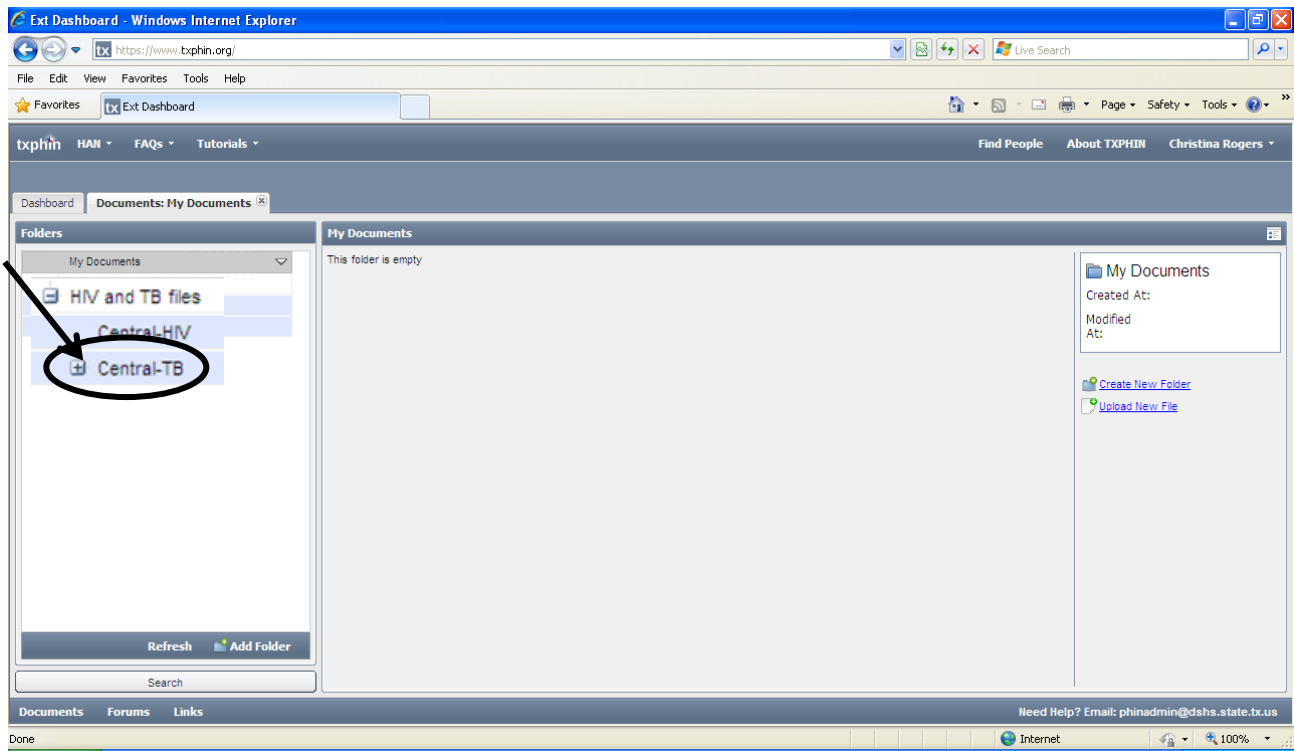 Ext Dashboard - Windows Internet Explorer
tx https://www.txphin.org/ Live Search
File Edit View Favorites Tools Help
Favorites tx Ext Dashboard Page Safety Tools »
txphin HAN FAQs Tutorials Find People About TXPHIN Christina Rogers
Dashboard Documents: My Documents
Folders My Documents
My Documents This folder is empty My Documents
HIV and TB files Created At:
Central-HIV Modified
At:
Central-TB
Create New Folder
Upload New File
Refresh Add Folder
Search
Documents Forums Links Need Help? Email: phinadmin@dshs.state.tx.us
Done Internet 100%